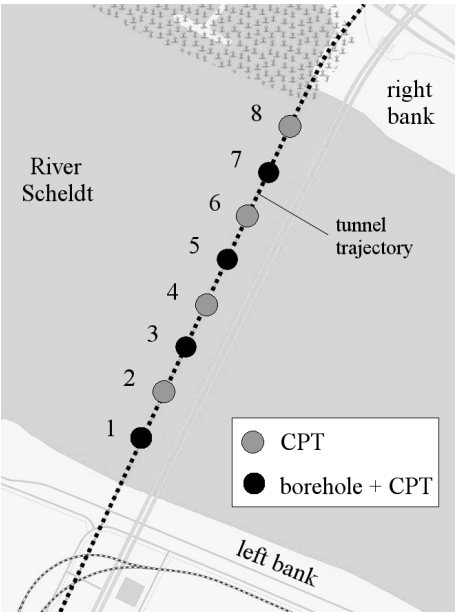 right
bank
8
7
River
Scheldt
6
tunnel
trajectory
5
4
3
2
1
CPT
borehole + CPT
left bank